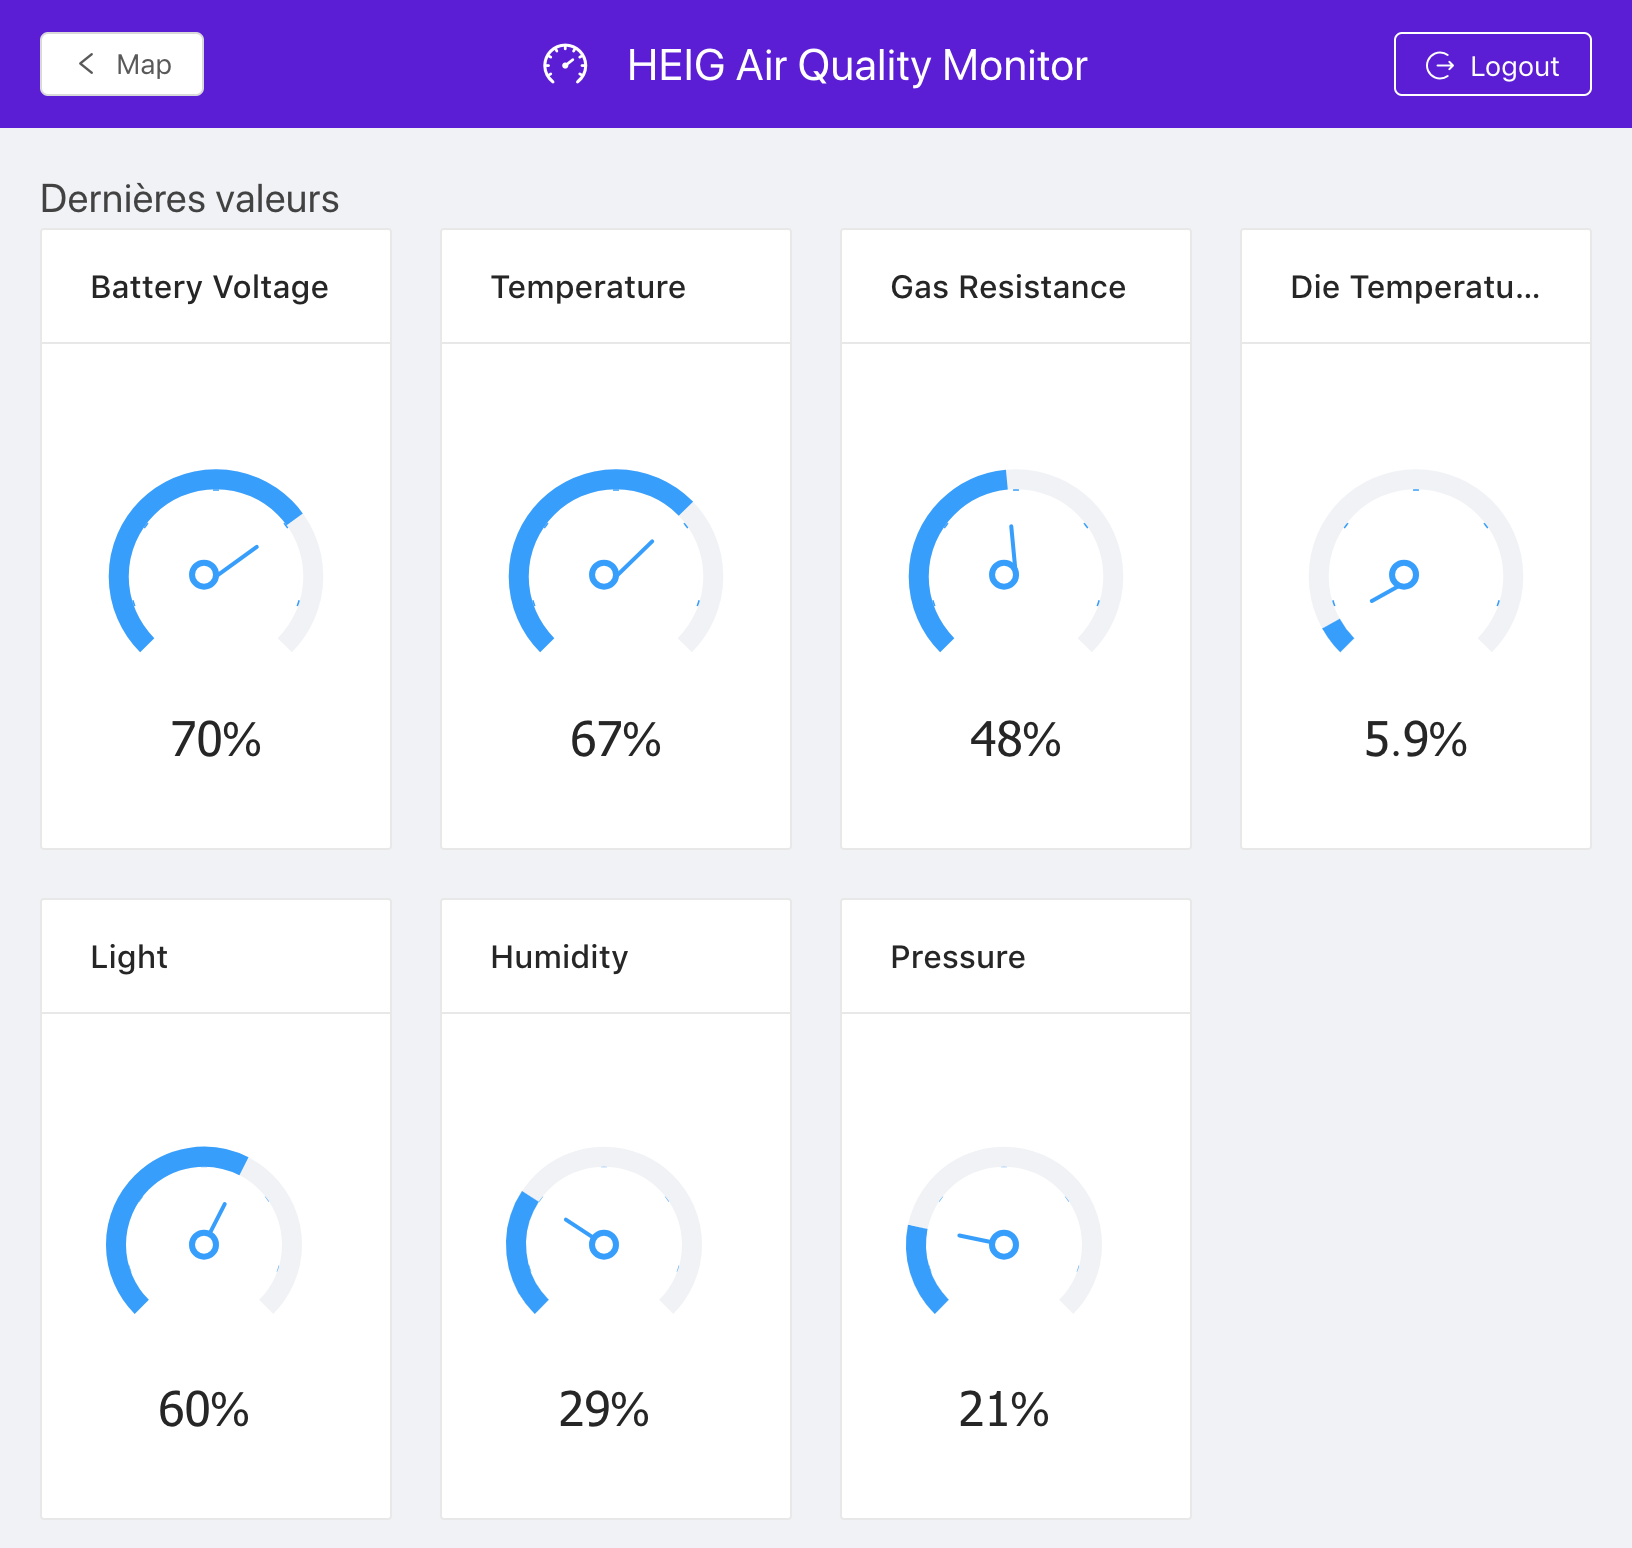 Map
HEIG Air Quality Monitor
Logout
Dernières valeurs
Battery Voltage
70%
Temperature
67%
Gas Resistance
48%
Die Temperatu...
5.9%
Light
60%
Humidity
29%
Pressure
21%